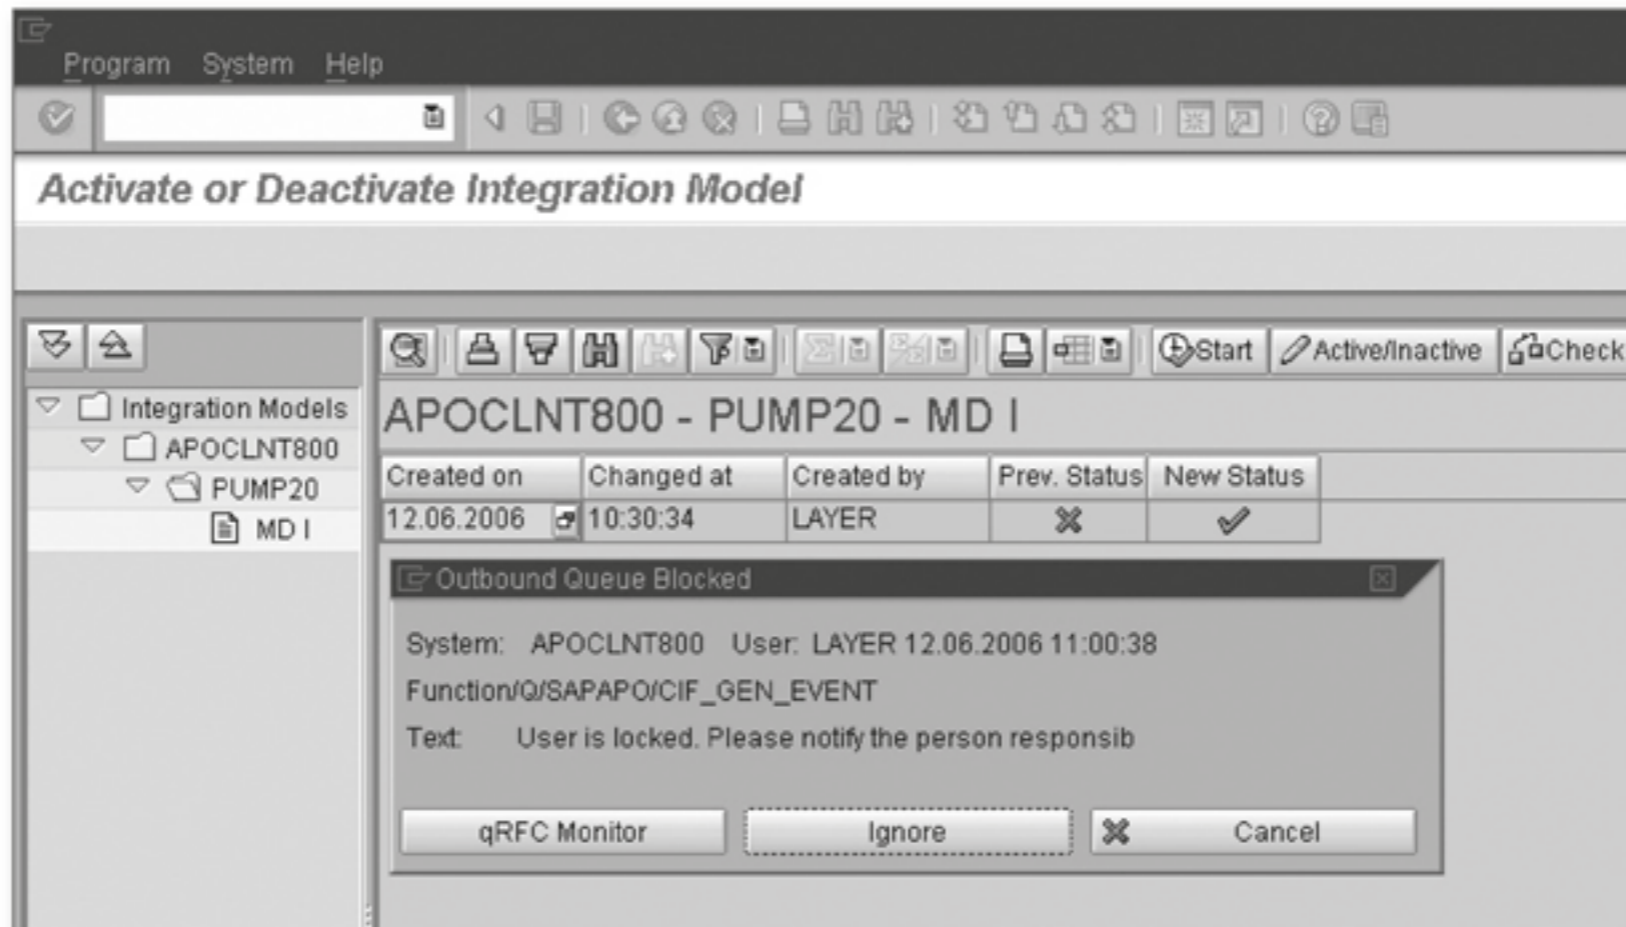 Program System Help
Activate or Deactivate Integration Model
Start Active/Inactive Check
Integration Models
APOCLNT800
PUMP20
MD I
APOCLNT800 - PUMP20 - MD I
Created on Changed at Created by Prev. Status New Status
12.06.2006 10:30:34 LAYER
Outbound Queue Blocked
System: APOCLNT800 User: LAYER 12.06.2006 11:00:38
Function/Q/SAPAPO/CIF_GEN_EVENT
Text: User is locked. Please notify the person responsib
qRFC Monitor Ignore Cancel